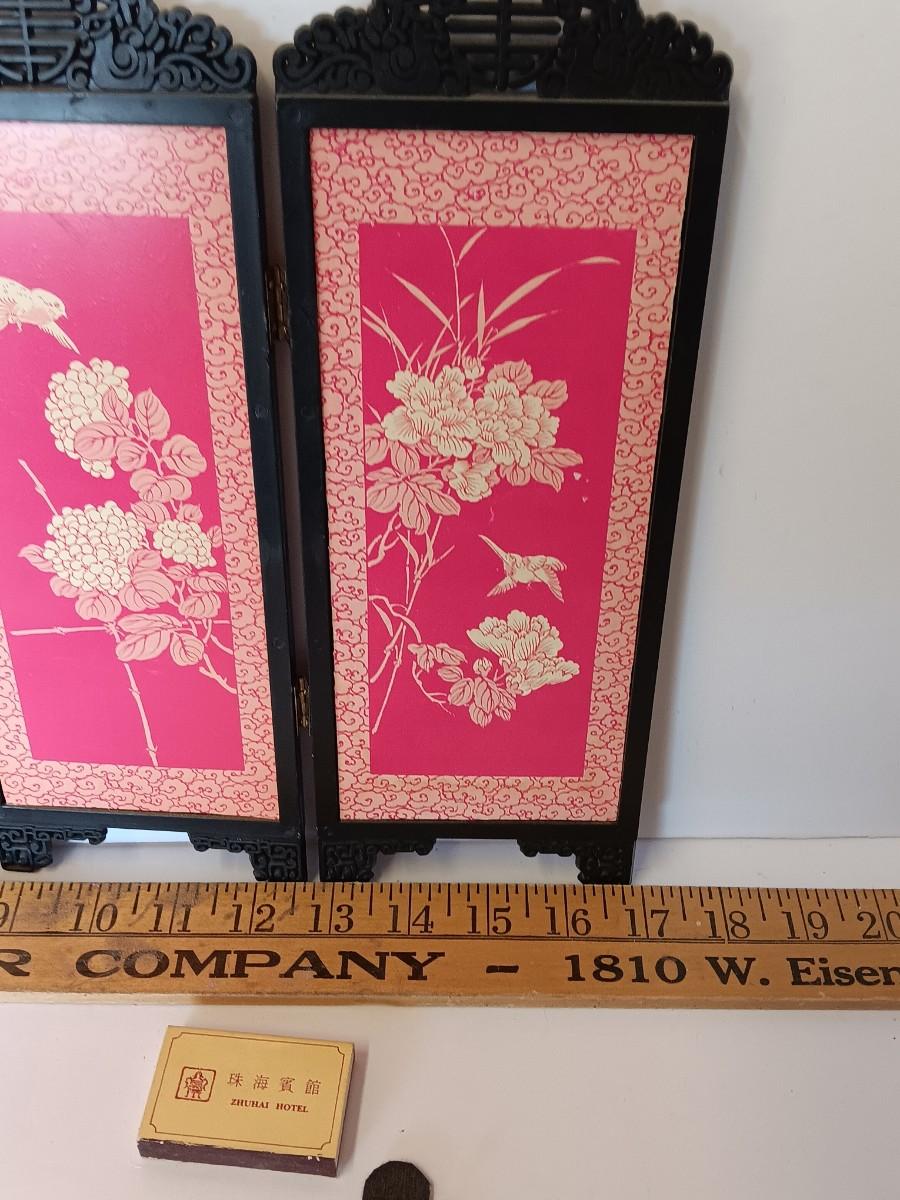 9 10 11 12 13 14 15 16 17 18 19 20
R COMPANY - 1810 W. Eisen
珠海賓館
ZHUHAI HOTEL